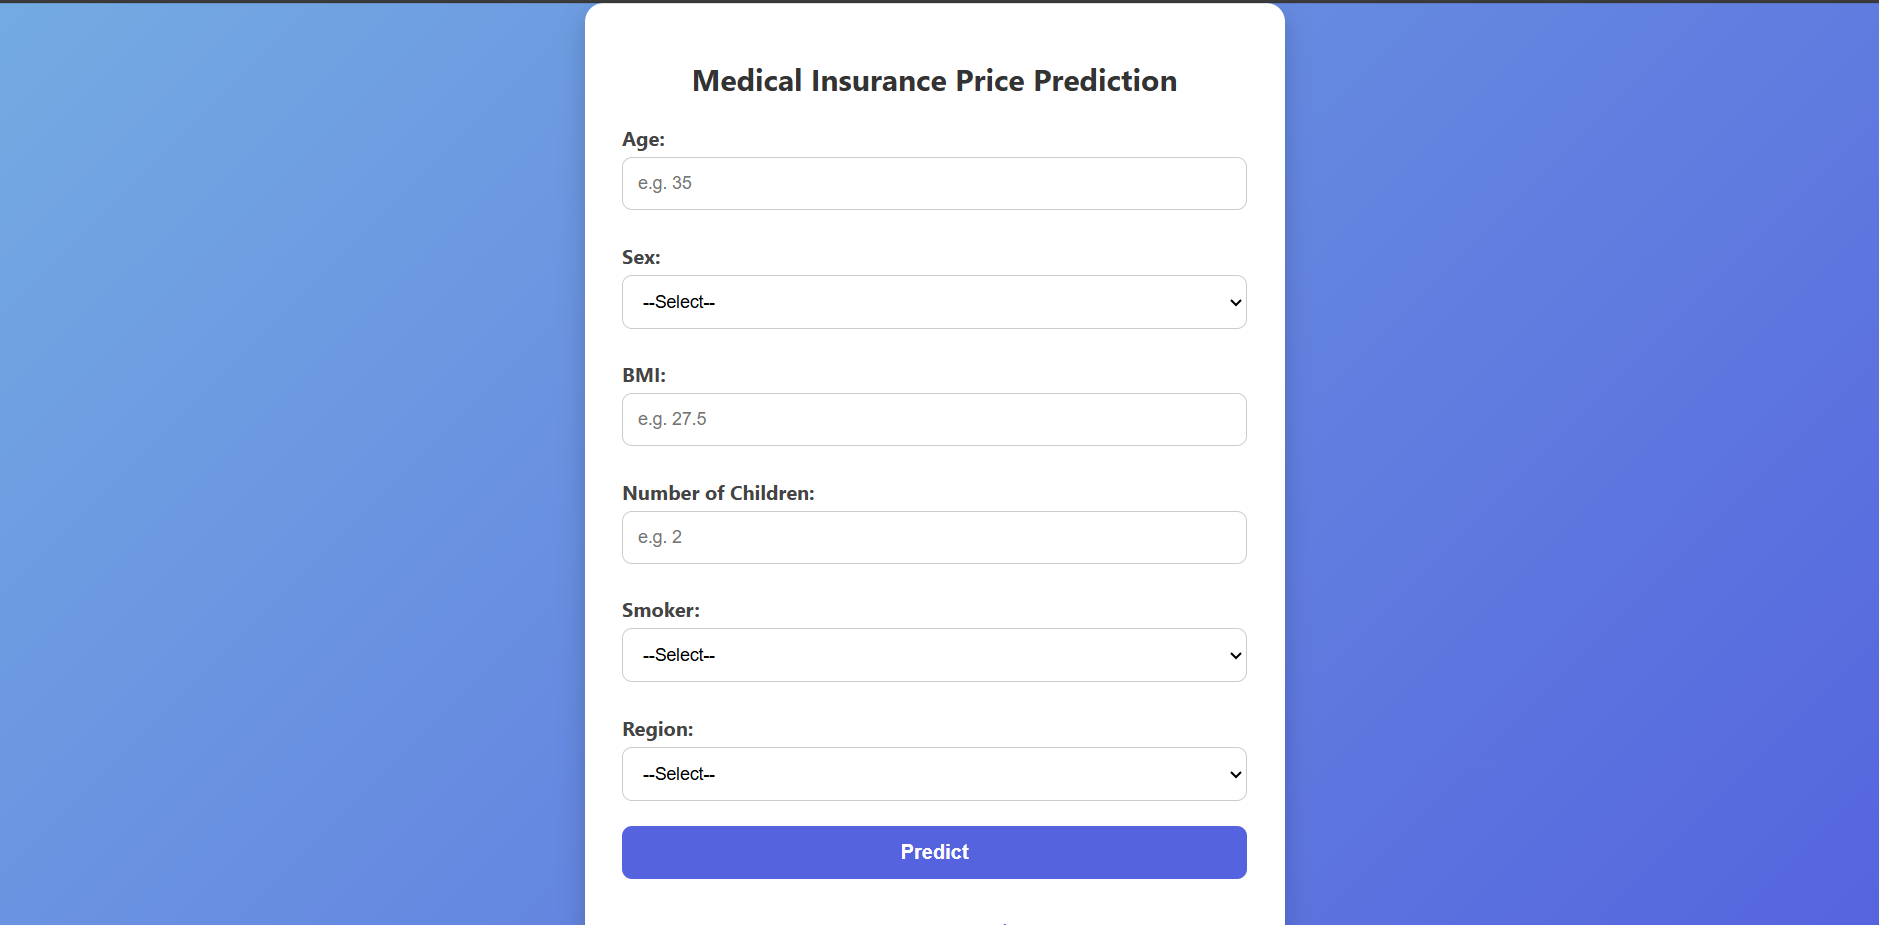 Medical Insurance Price Prediction
Age:
e.g. 35
Sex:
--Select--
BMI:
e.g. 27.5
Number of Children:
e.g. 2
Smoker:
--Select--
Region:
--Select--
Predict